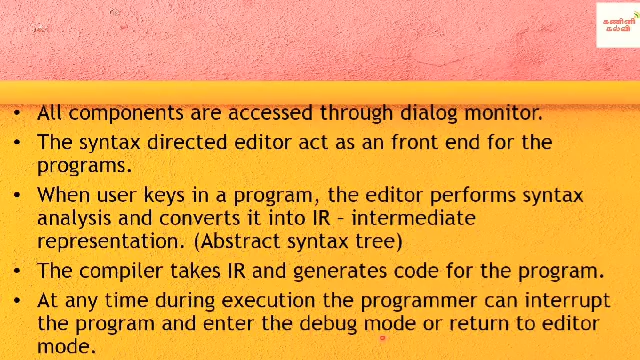 கணினி
கல்வி
• All components are accessed through dialog monitor.
• The syntax directed editor act as an front end for the
programs.
• When user keys in a program, the editor performs syntax
analysis and converts it into IR – intermediate
representation. (Abstract syntax tree)
• The compiler takes IR and generates code for the program.
• At any time during execution the programmer can interrupt
the program and enter the debug mode or return to editor
mode.